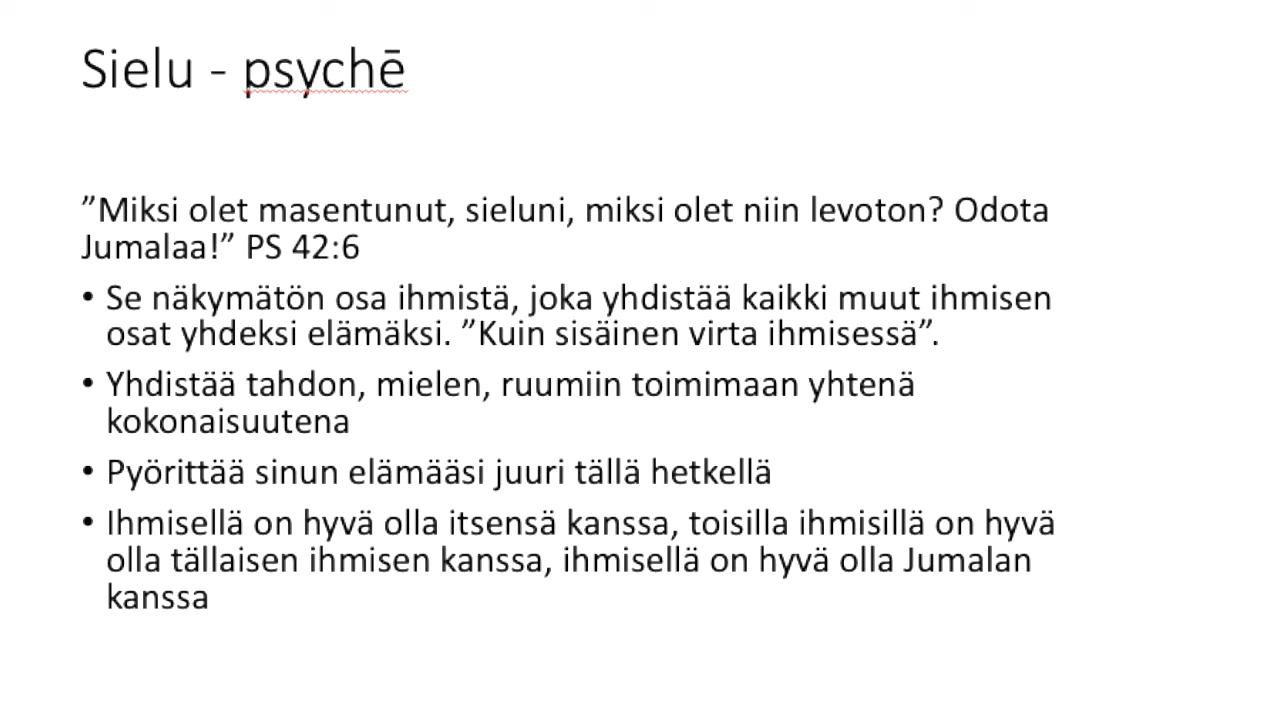 Sielu - psychē
”Miksi olet masentunut, sieluni, miksi olet niin levoton? Odota
Jumalaa!” PS 42:6
• Se näkymätön osa ihmistä, joka yhdistää kaikki muut ihmisen
osat yhdeksi elämäksi. ”Kuin sisäinen virta ihmisessä”.
• Yhdistää tahdon, mielen, ruumiin toimimaan yhtenä
kokonaisuutena
• Pyörittää sinun elämääsi juuri tällä hetkellä
• Ihmisellä on hyvä olla itsensä kanssa, toisilla ihmisillä on hyvä
olla tällaisen ihmisen kanssa, ihmisellä on hyvä olla Jumalan
kanssa